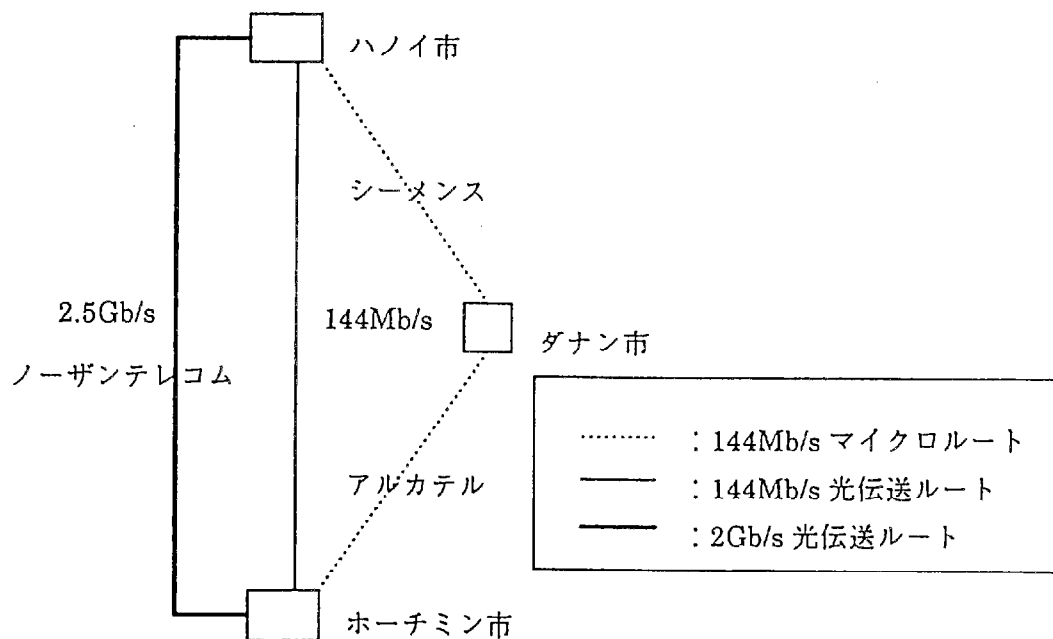 ハノイ市
シーメンス
2.5Gb/s
144Mb/s
ダナン市
ノーザンテレコム
アルカテル
ホーチミン市
：144Mb/s マイクロルート
：144Mb/s 光伝送ルート
：2Gb/s 光伝送ルート